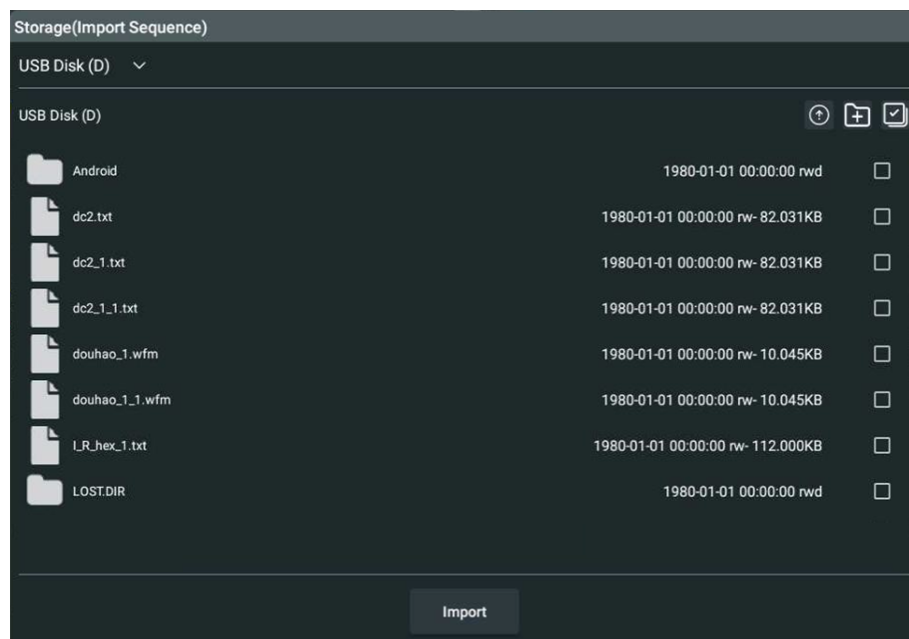 Storage(Import Sequence)
USB Disk (D)
USB Disk (D)
Android 1980-01-01 00:00:00 rwd
dc2.txt 1980-01-01 00:00:00 rw- 82.031KB
dc2_1.txt 1980-01-01 00:00:00 rw- 82.031KB
dc2_1_1.txt 1980-01-01 00:00:00 rw- 82.031KB
douhao_1.wfm 1980-01-01 00:00:00 rw- 10.045KB
douhao_1_1.wfm 1980-01-01 00:00:00 rw- 10.045KB
I_R_hex_1.txt 1980-01-01 00:00:00 rw- 112.000KB
LOST.DIR 1980-01-01 00:00:00 rwd
Import